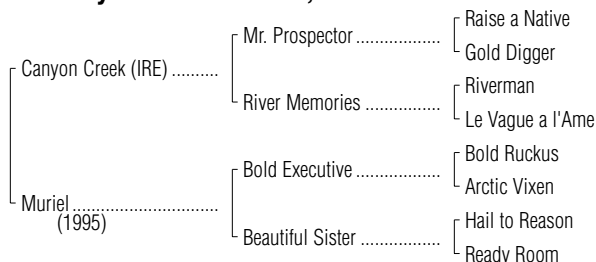 Raise a Native
Mr. Prospector ..................
Gold Digger
Canyon Creek (IRE) ..........
Riverman
River Memories ................
Le Vague a l'Ame
Bold Ruckus
Bold Executive ..................
Arctic Vixen
Muriel ................................
(1995)
Hail to Reason
Beautiful Sister .................
Ready Room